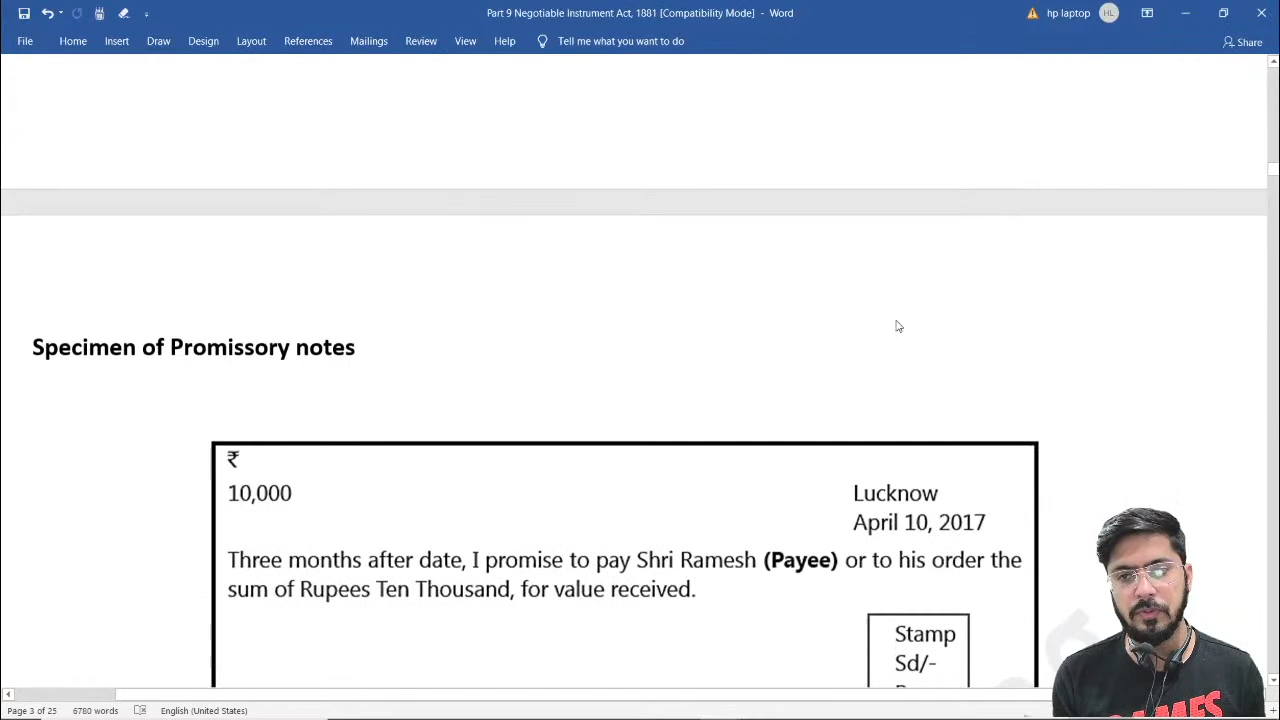 Part 9 Negotiable Instrument Act, 1881 [Compatibility Mode] - Word
hp laptop
HL
File Home Insert Draw Design Layout References Mailings Review View Help Tell me what you want to do
Share
Specimen of Promissory notes
₹
10,000 Lucknow
April 10, 2017
Three months after date, I promise to pay Shri Ramesh (Payee) or to his order the
sum of Rupees Ten Thousand, for value received.
Stamp
Sd/-
Page 3 of 25 6780 words English (United States)